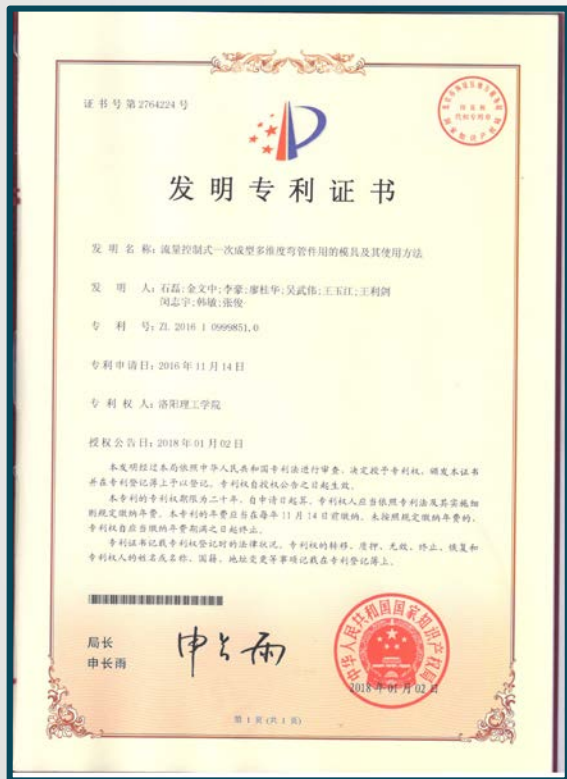 证书号第2764224号
发明专利证书
发 明 名 称：流量控制式一次成型多维度弯管件用的模具及其使用方法
发 明 人：石磊;金文中;李豪;廖桂华;吴武伟;王玉江;王利剑
闵志宇;韩敏;张俊
专 利 号：ZL 2016 1 0999851.0
专利申请日：2016年11月14日
专 利 权 人：洛阳理工学院
授权公告日：2018年01月02日
本发明经过本局依照中华人民共和国专利法进行审查，决定授予专利权，颁发本证书
并在专利登记簿上予以登记。专利权自授权公告之日起生效。
本专利的专利权期限为二十年，自申请日起算。专利权人应当依照专利法及其实施细
则规定缴纳年费。本专利的年费应当在每年11月14日前缴纳。未按照规定缴纳年费的，
专利权自应当缴纳年费期满之日起终止。
专利证书记载专利权登记时的法律状况。专利权的转移、质押、无效、终止、恢复和
专利权人的姓名或名称、国籍、地址变更等事项记载在专利登记簿上。
局长
申长雨
申长雨
中华人民共和国国家知识产权局
2018年01月02日
第1页(共1页)